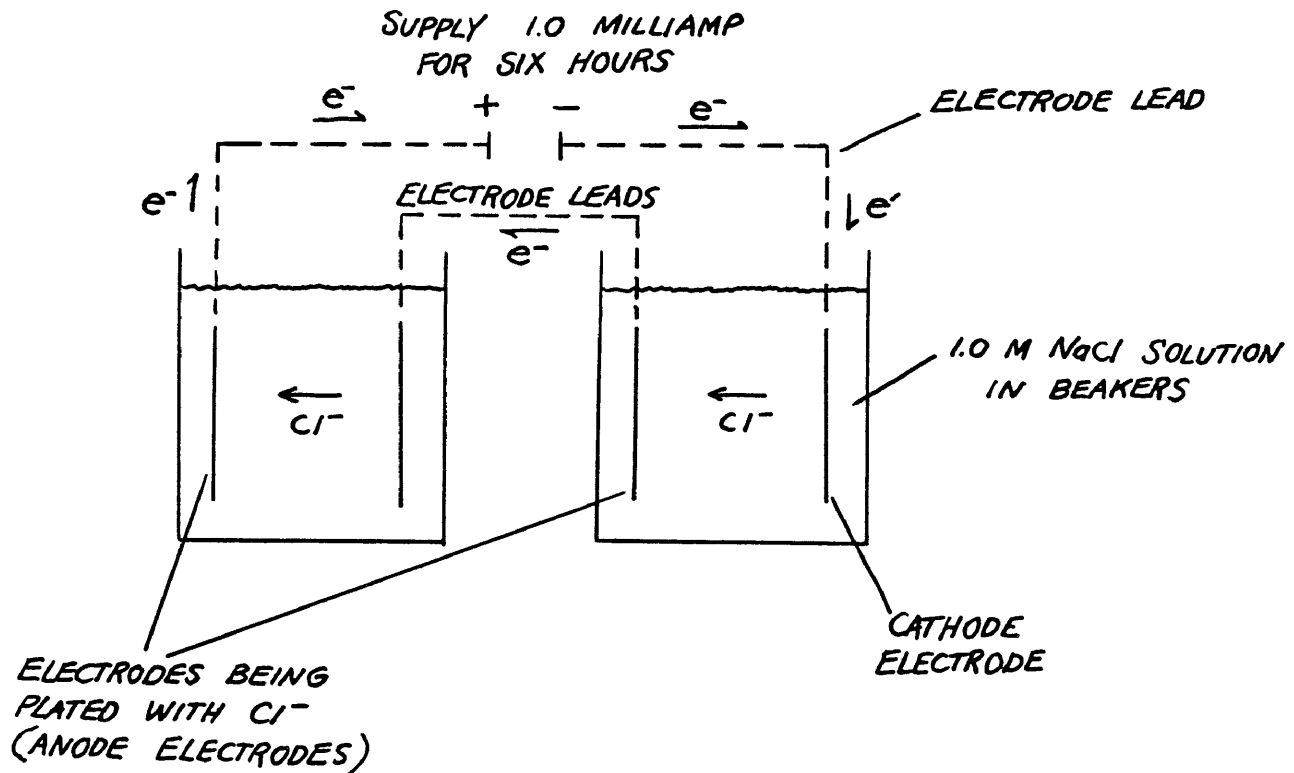 SUPPLY 1.0 MILLIAMP
FOR SIX HOURS
e-
+ -
e-
ELECTRODE LEAD
e-
ELECTRODE LEADS
e-
e-
1.0 M NaCl SOLUTION
IN BEAKERS
Cl-
Cl-
CATHODE
ELECTRODE
ELECTRODES BEING
PLATED WITH Cl-
(ANODE ELECTRODES)